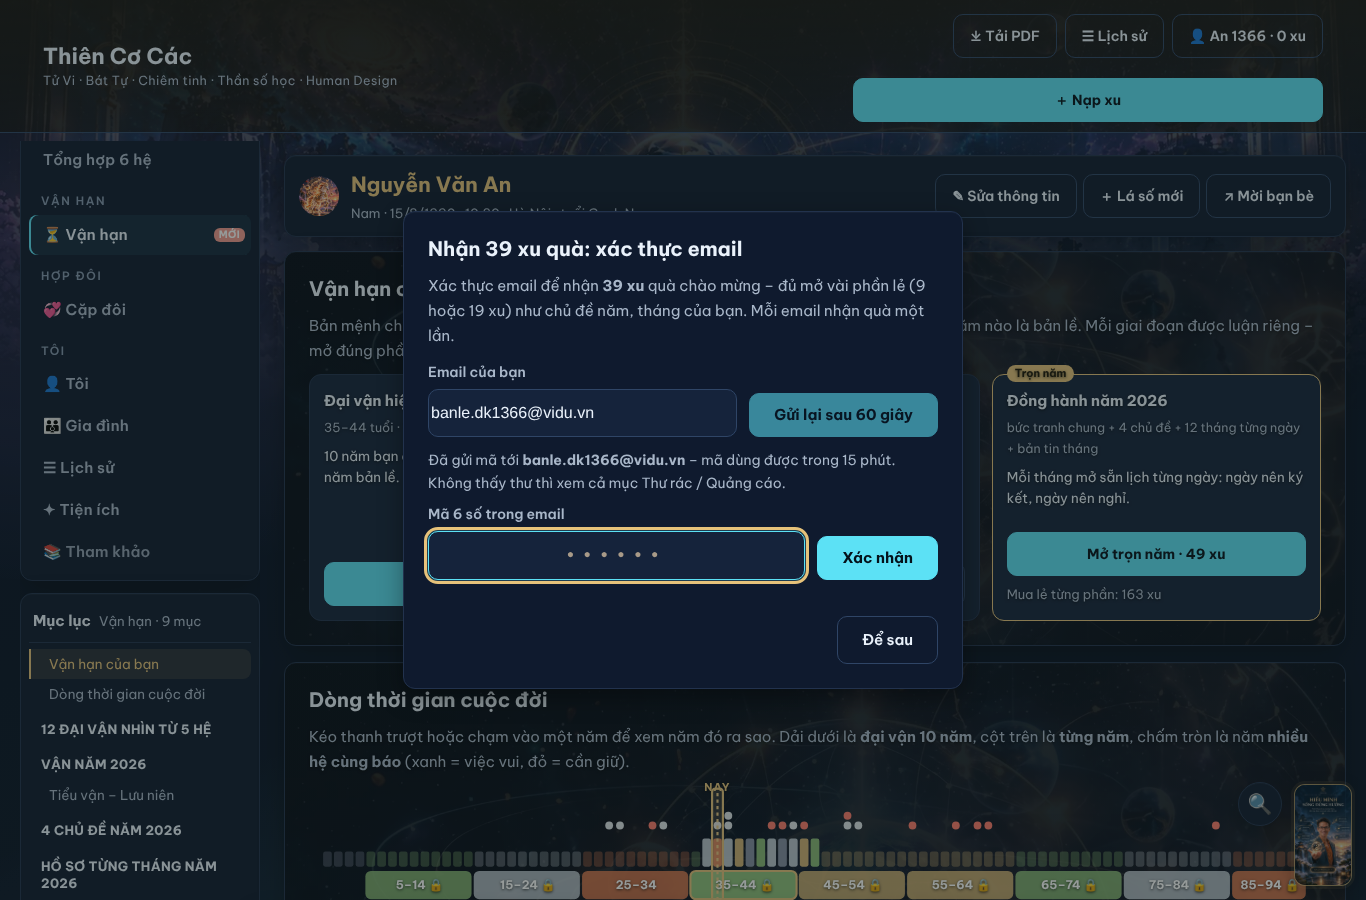 Thiên Cơ Các
Tử Vi · Bát Tự · Chiêm tinh · Thần số học · Human Design
Tải PDF
Lịch sử
An 1366 · 0 xu
+ Nạp xu
Tổng hợp 6 hệ
VẬN HẠN
Vận hạn
MỚI
HỢP ĐÔI
Cặp đôi
TÔI
Tôi
Gia đình
Lịch sử
Tiện ích
Tham khảo
Mục lục Vận hạn · 9 mục
Vận hạn của bạn
Dòng thời gian cuộc đời
12 ĐẠI VẬN NHÌN TỪ 5 HỆ
VẬN NĂM 2026
Tiểu vận – Lưu niên
4 CHỦ ĐỀ NĂM 2026
HỒ SƠ TỪNG THÁNG NĂM
2026
Nguyễn Văn An
Nam
Sửa thông tin
+ Lá số mới
Mời bạn bè
Vận hạn
Bản mệnh
năm nào là bản lề. Mỗi giai đoạn được luận riêng –
mở đúng
Đại vận
35–44 tuổi ·
10 năm bạn
năm bản lề.
Nhận 39 xu quà: xác thực email
Xác thực email để nhận 39 xu quà chào mừng – đủ mở vài phần lẻ (9
hoặc 19 xu) như chủ đề năm, tháng của bạn. Mỗi email nhận quà một
lần.
Email của bạn
banle.dk1366@vidu.vn
Gửi lại sau 60 giây
Đã gửi mã tới banle.dk1366@vidu.vn – mã dùng được trong 15 phút.
Không thấy thư thì xem cả mục Thư rác / Quảng cáo.
Mã 6 số trong email
Xác nhận
Để sau
Trọn năm
Đồng hành năm 2026
bức tranh chung + 4 chủ đề + 12 tháng từng ngày
+ bản tin tháng
Mỗi tháng mở sẵn lịch từng ngày: ngày nên ký
kết, ngày nên nghỉ.
Mở trọn năm · 49 xu
Mua lẻ từng phần: 163 xu
Dòng thời gian cuộc đời
Kéo thanh trượt hoặc chạm vào một năm để xem năm đó ra sao. Dải dưới là đại vận 10 năm, cột trên là từng năm, chấm tròn là năm nhiều
hệ cùng báo (xanh = việc vui, đỏ = cần giữ).
NAY
5–14
15–24
25–34
35–44
45–54
55–64
65–74
75–84
85–94